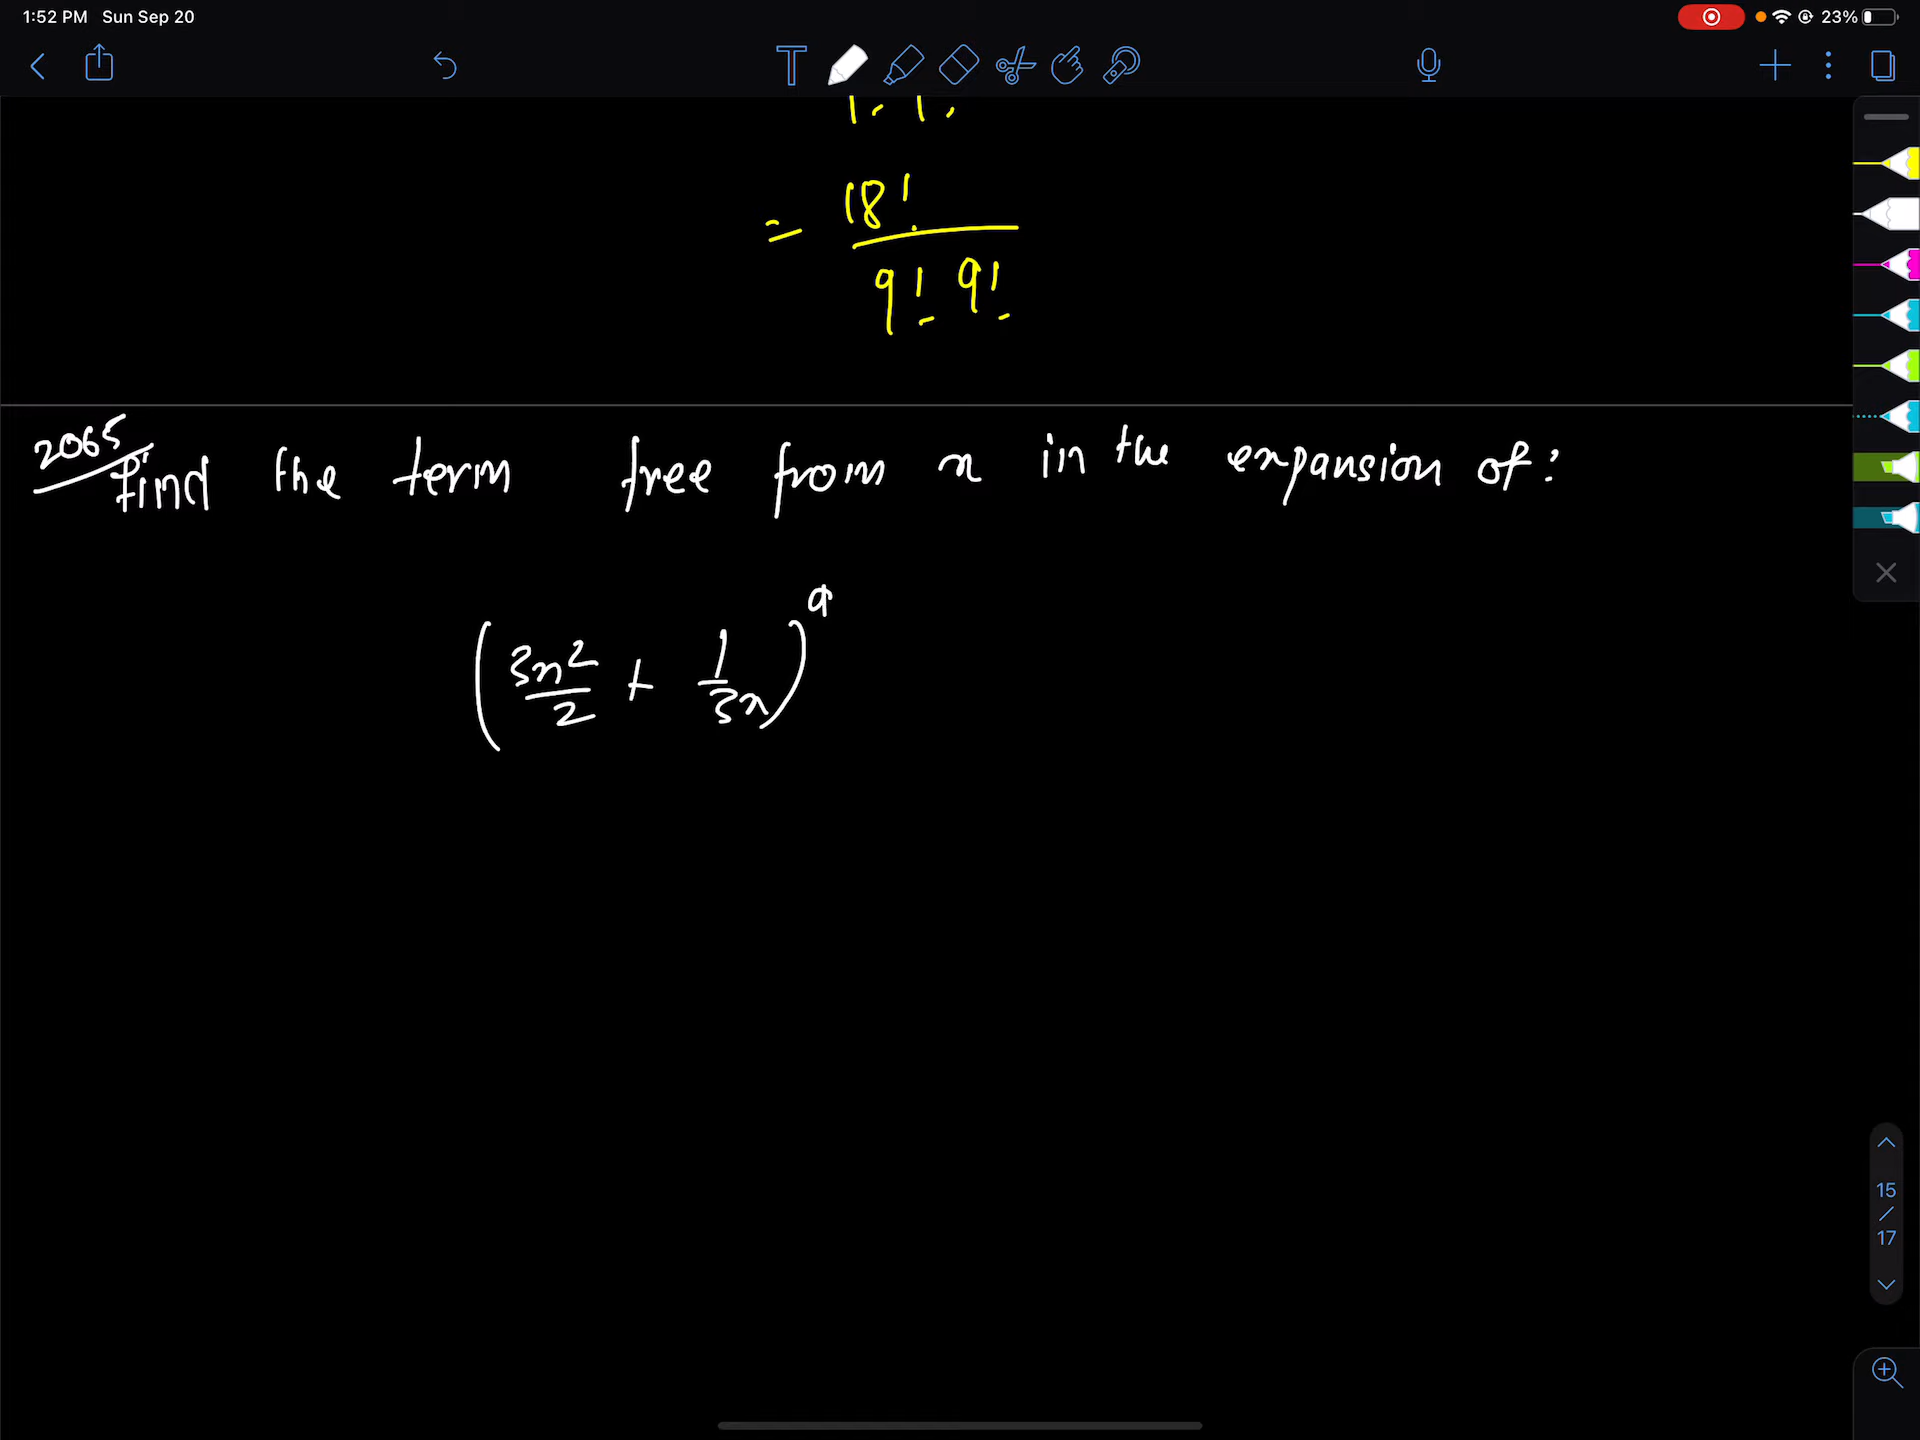 1:52 PM Sun Sep 20
23%
= 18!
9! 9!
2065
Find the term free from x in the expansion of:
(3x²/2 + 1/3x)⁹
15
/
17